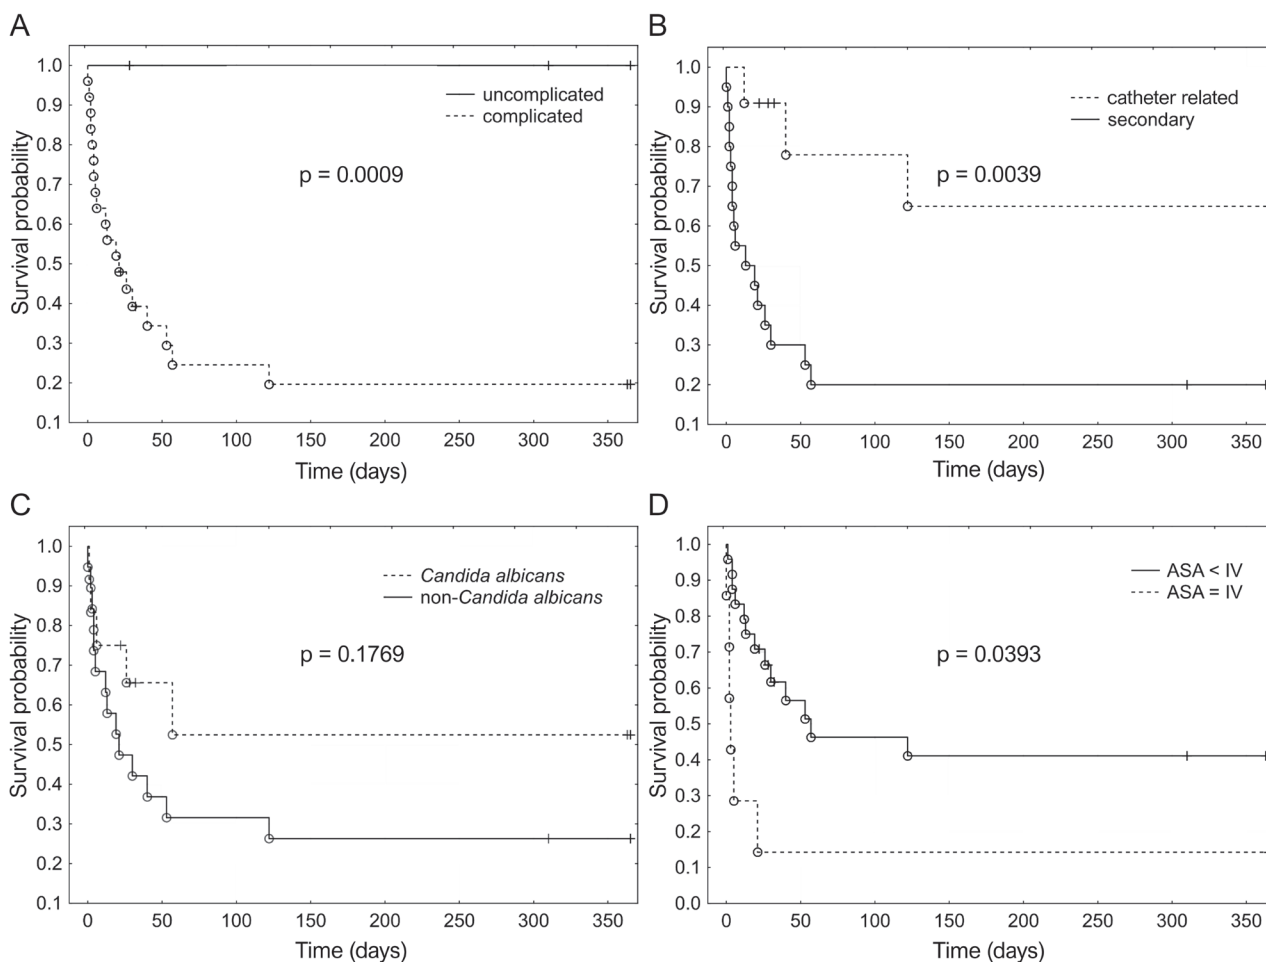 A
Survival probability
1.0
0.9
0.8
0.7
0.6
0.5
0.4
0.3
0.2
0.1
uncomplicated
complicated
p = 0.0009
0 50 100 150 200 250 300 350
Time (days)
B
Survival probability
1.0
0.9
0.8
0.7
0.6
0.5
0.4
0.3
0.2
0.1
catheter related
secondary
p = 0.0039
0 50 100 150 200 250 300 350
Time (days)
C
Survival probability
1.0
0.9
0.8
0.7
0.6
0.5
0.4
0.3
0.2
0.1
Candida albicans
non-Candida albicans
p = 0.1769
0 50 100 150 200 250 300 350
Time (days)
D
Survival probability
1.0
0.9
0.8
0.7
0.6
0.5
0.4
0.3
0.2
0.1
0.0
ASA < IV
ASA = IV
p = 0.0393
0 50 100 150 200 250 300 350
Time (days)